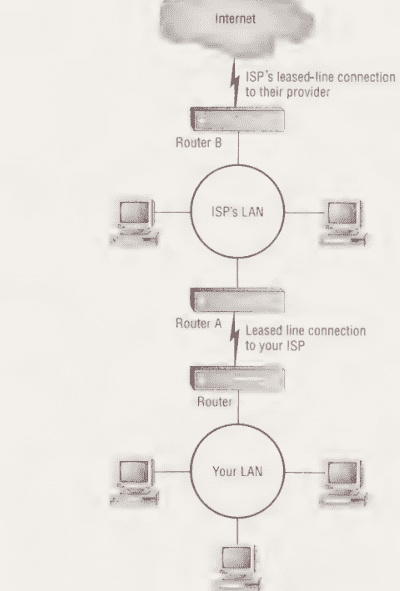 Internet
ISP's leased-line connection
to their provider
Router B
ISP's LAN
Router A
Leased line connection
to your ISP
Router
Your LAN